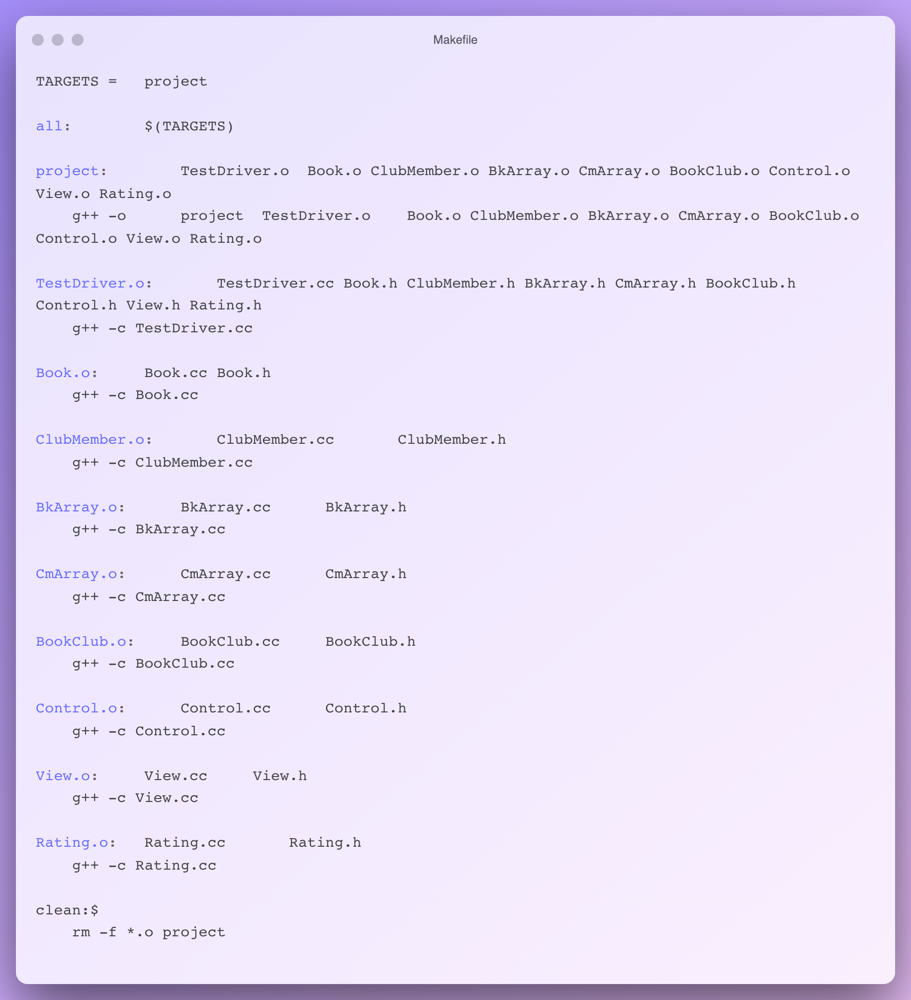 Makefile
TARGETS =   project
all:        $(TARGETS)
project:        TestDriver.o  Book.o ClubMember.o BkArray.o CmArray.o BookClub.o Control.o
View.o Rating.o
    g++ -o      project  TestDriver.o    Book.o ClubMember.o BkArray.o CmArray.o BookClub.o
Control.o View.o Rating.o
TestDriver.o:       TestDriver.cc Book.h ClubMember.h BkArray.h CmArray.h BookClub.h
Control.h View.h Rating.h
    g++ -c TestDriver.cc
Book.o:     Book.cc Book.h
    g++ -c Book.cc
ClubMember.o:       ClubMember.cc       ClubMember.h
    g++ -c ClubMember.cc
BkArray.o:      BkArray.cc      BkArray.h
    g++ -c BkArray.cc
CmArray.o:      CmArray.cc      CmArray.h
    g++ -c CmArray.cc
BookClub.o:     BookClub.cc     BookClub.h
    g++ -c BookClub.cc
Control.o:      Control.cc      Control.h
    g++ -c Control.cc
View.o:     View.cc     View.h
    g++ -c View.cc
Rating.o:   Rating.cc       Rating.h
    g++ -c Rating.cc
clean:$
    rm -f *.o project